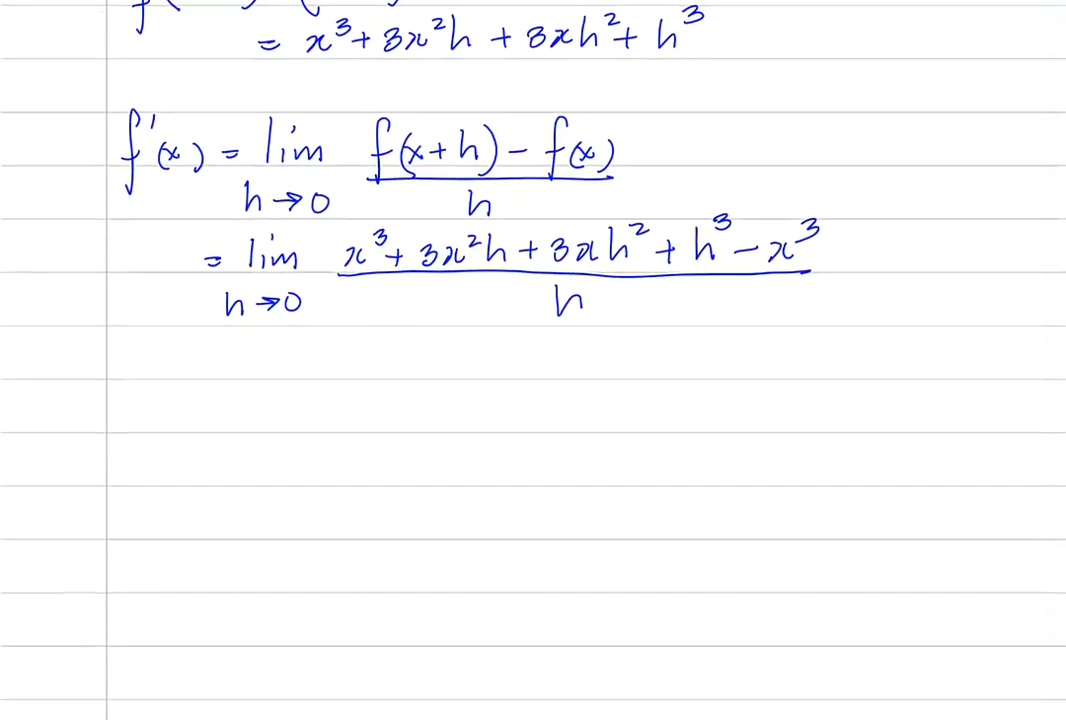 = x³ + 3x²h + 3xh² + h³
f'(x) = lim f(x+h) - f(x)
h→0 h
= lim x³ + 3x²h + 3xh² + h³ - x³
h→0 h